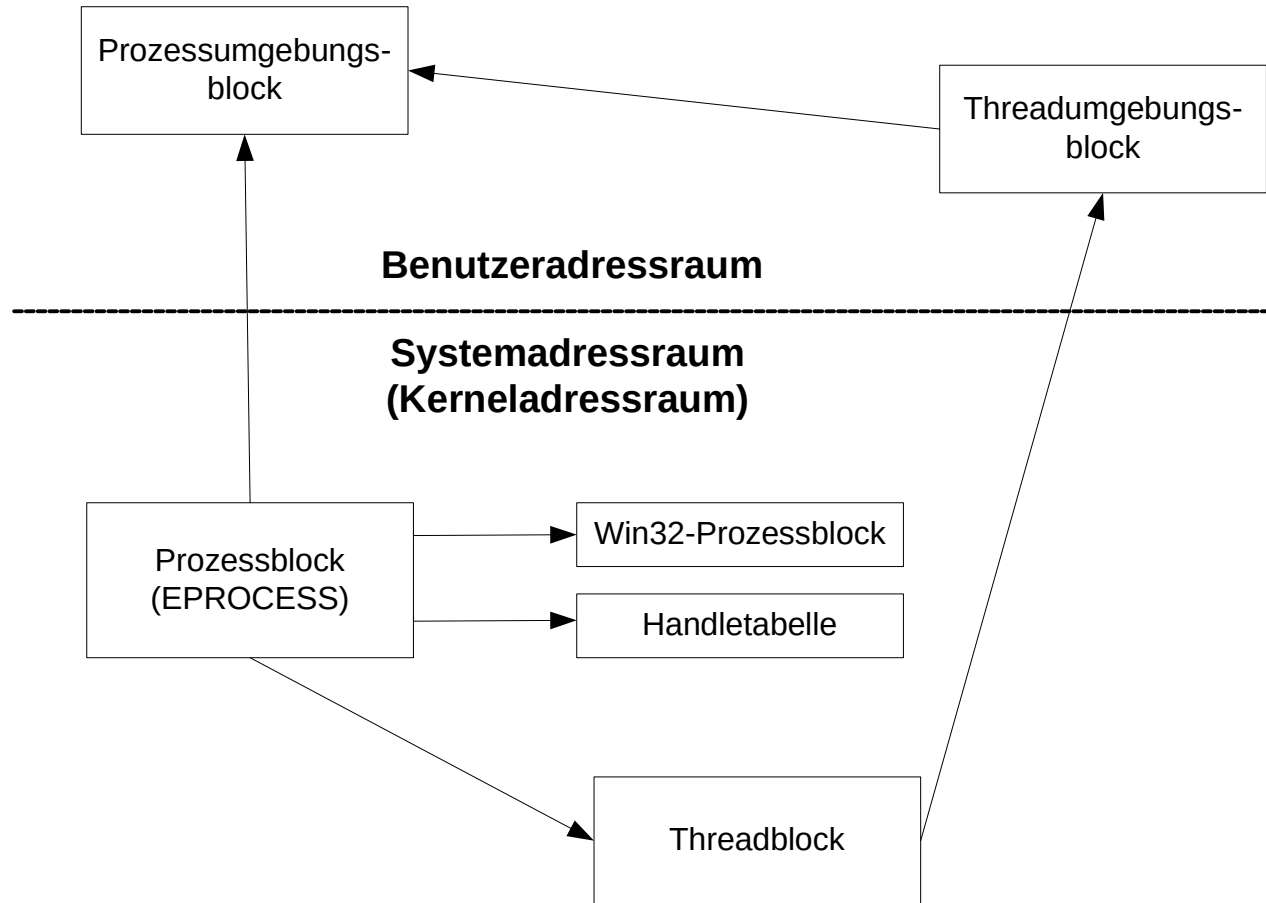 Prozessumgebungs-
block
Threadumgebungs-
block
Benutzeradressraum
Systemadressraum
(Kerneladressraum)
Prozessblock
(EPROCESS)
Win32-Prozessblock
Handletabelle
Threadblock